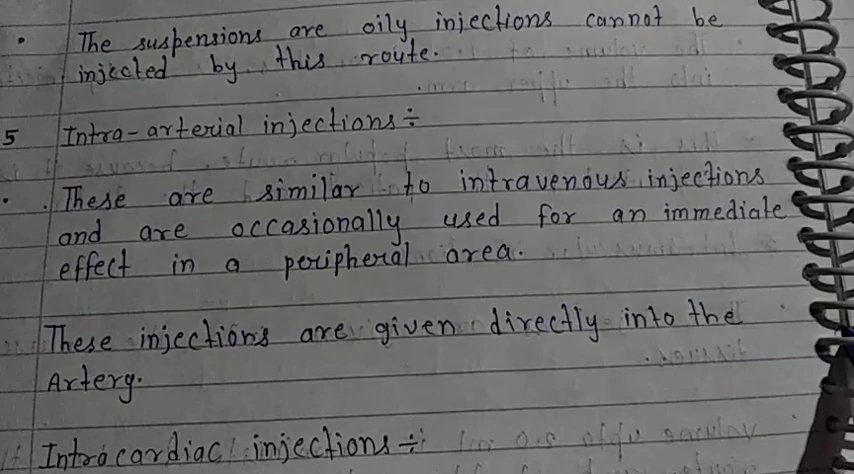 • The suspensions are oily injections cannot be
injected by this route.
5 Intra-arterial injections÷
• These are similar to intravenous injections
and are occasionally used for an immediate
effect in a peripheral area.
These injections are given directly into the
Artery.
Intracardiac injections÷